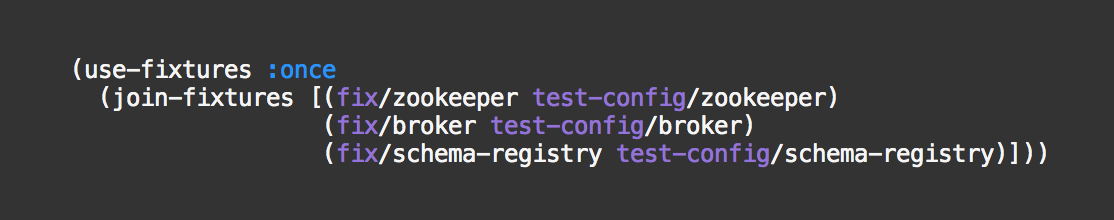 (use-fixtures :once
  (join-fixtures [(fix/zookeeper test-config/zookeeper)
                  (fix/broker test-config/broker)
                  (fix/schema-registry test-config/schema-registry)]))